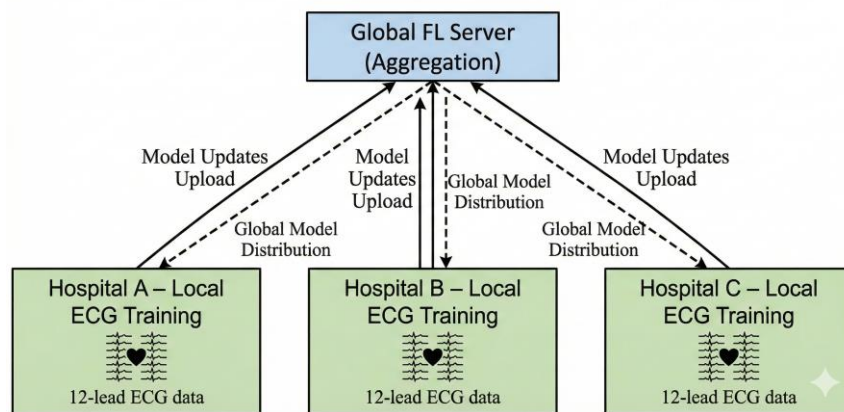 Global FL Server
(Aggregation)
Model Updates
Upload
Global Model
Distribution
Model
Updates
Upload
Global Model
Distribution
Model Updates
Upload
Global Model
Distribution
Hospital A – Local
ECG Training
12-lead ECG data
Hospital B – Local
ECG Training
12-lead ECG data
Hospital C – Local
ECG Training
12-lead ECG data